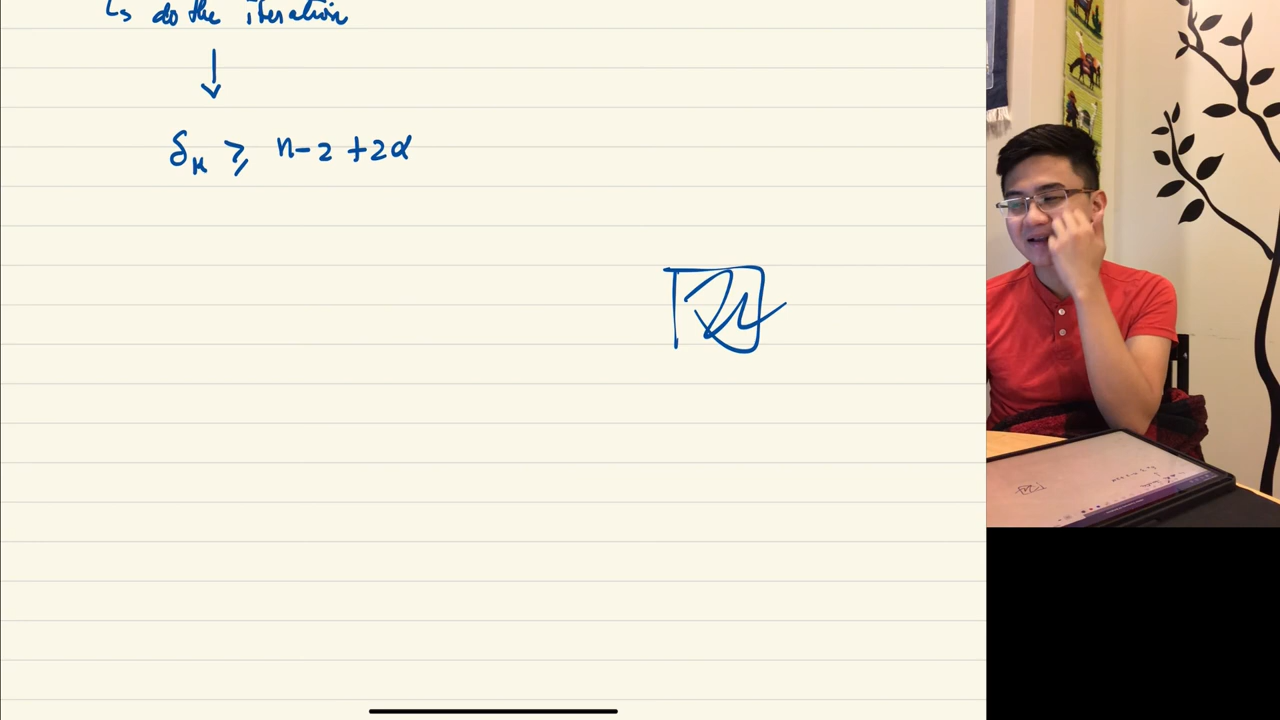 ↳ do the iteration
↓
δ_k ⩾ n-2+2α